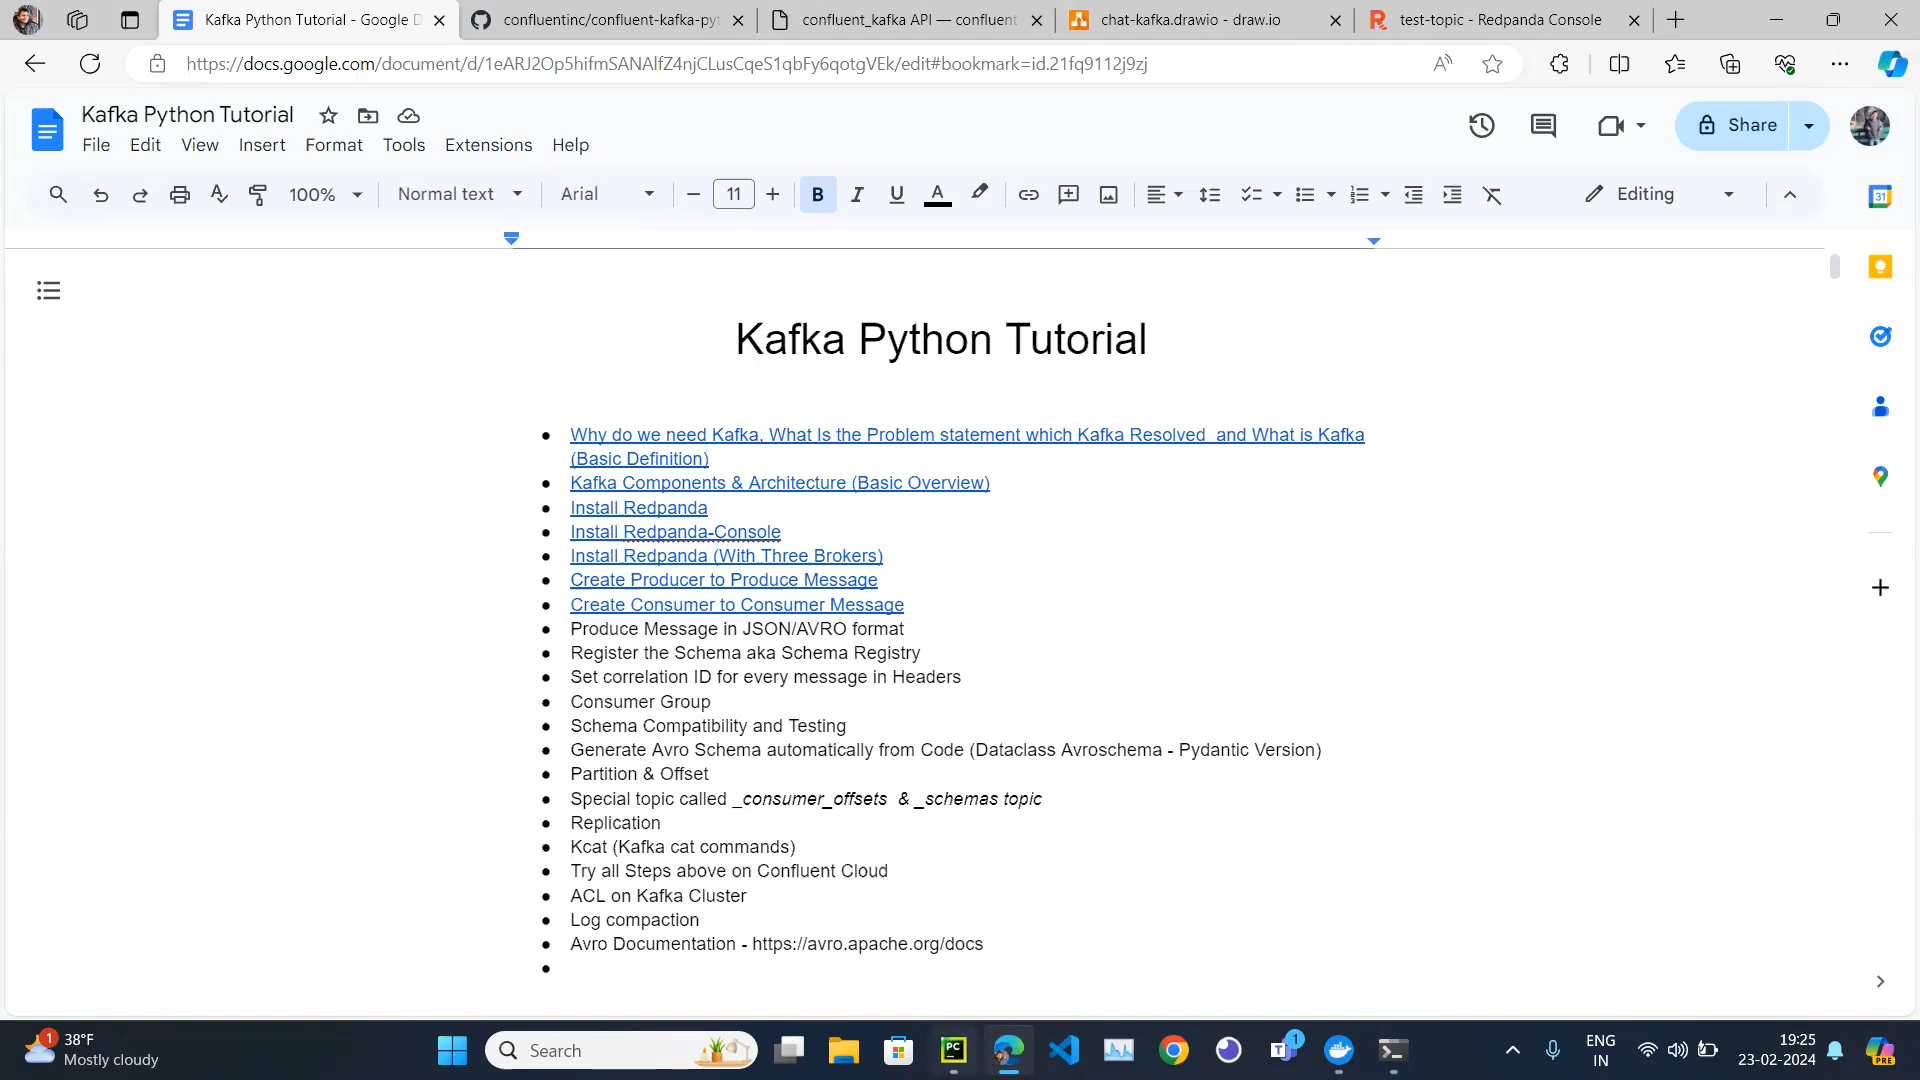 Kafka Python Tutorial - Google D
confluentinc/confluent-kafka-pyt
confluent_kafka API — confluent
chat-kafka.drawio - draw.io
test-topic - Redpanda Console
https://docs.google.com/document/d/1eARJ2Op5hifmSANAlfZ4njCLusCqeS1qbFy6qotgVEk/edit#bookmark=id.21fq9112j9zj
Kafka Python Tutorial
File Edit View Insert Format Tools Extensions Help
Share
100% Normal text Arial 11 B I U A Editing
31
Kafka Python Tutorial
Why do we need Kafka, What Is the Problem statement which Kafka Resolved and What is Kafka
(Basic Definition)
Kafka Components & Architecture (Basic Overview)
Install Redpanda
Install Redpanda-Console
Install Redpanda (With Three Brokers)
Create Producer to Produce Message
Create Consumer to Consumer Message
Produce Message in JSON/AVRO format
Register the Schema aka Schema Registry
Set correlation ID for every message in Headers
Consumer Group
Schema Compatibility and Testing
Generate Avro Schema automatically from Code (Dataclass Avroschema - Pydantic Version)
Partition & Offset
Special topic called _consumer_offsets & _schemas topic
Replication
Kcat (Kafka cat commands)
Try all Steps above on Confluent Cloud
ACL on Kafka Cluster
Log compaction
Avro Documentation - https://avro.apache.org/docs
1
38°F
Mostly cloudy
Search
PC
1
ENG
IN
19:25
23-02-2024
PRE